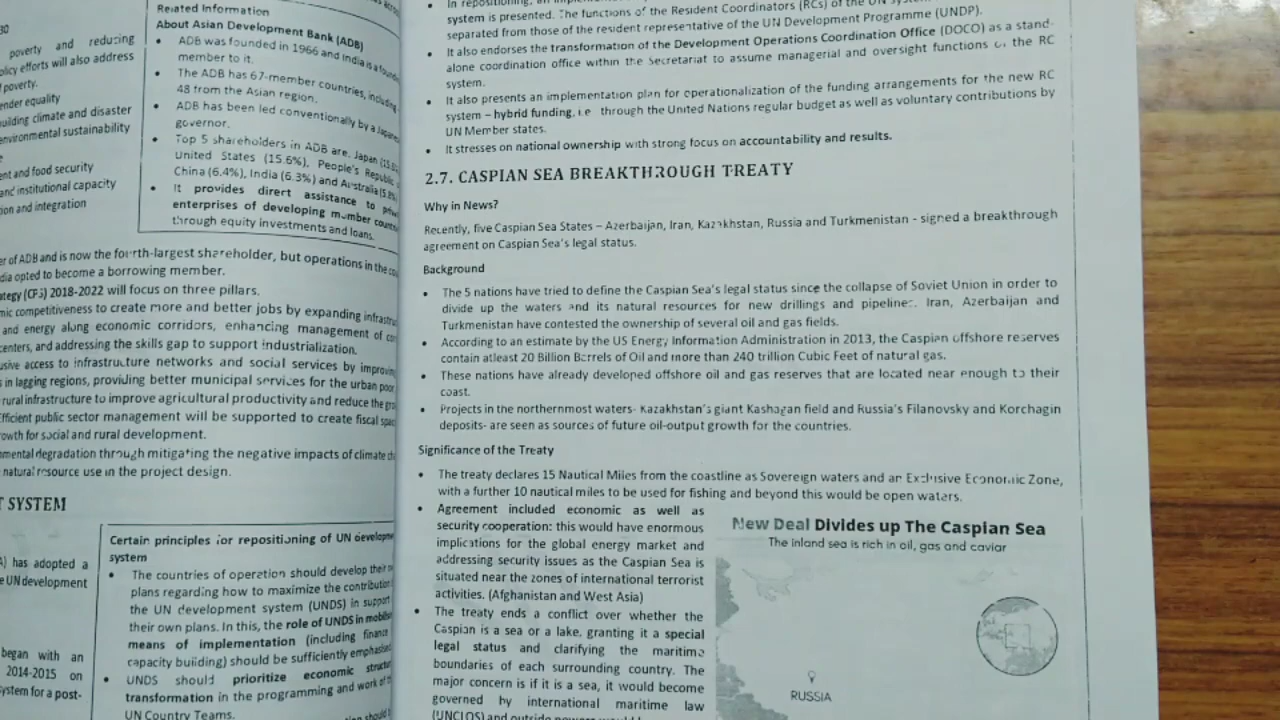 30
poverty and reducing
policy efforts will also address
poverty.
gender equality
building climate and disaster
environmental sustainability
ent and food security
and institutional capacity
ion and integration
Related Information
About Asian Development Bank (ADB)
• ADB was founded in 1966 and India is a
member to it.
• The ADB has 67-member countries, including
48 from the Asian region.
• ADB has been led conventionally by a
governor.
• Top 5 shareholders in ADB are, Japan
United States (15.6%), People's Republic
China (6.4%), India (6.3%) and Australia
• It provides direct assistance to
enterprises of developing member
through equity investments and loans.
er of ADB and is now the fourth-largest shareholder, but operations in the
dia opted to become a borrowing member.
ategy (CPS) 2018-2022 will focus on three pillars.
mic competitiveness to create more and better jobs by expanding
and energy along economic corridors, enhancing management of
centers, and addressing the skills gap to support industrialization.
usive access to infrastructure networks and social services by improving
s in lagging regions, providing better municipal services for the urban poor
rural infrastructure to improve agricultural productivity and reduce the
Efficient public sector management will be supported to create fiscal
owth for social and rural development.
nmental degradation through mitigating the negative impacts of climate
natural resource use in the project design.
T SYSTEM
A) has adopted a
e UN development
began with an
2014-2015 on
system for a post-
Certain principles for repositioning of UN
system
• The countries of operation should develop their
plans regarding how to maximize the
the UN development system (UNDS) in support
their own plans. In this, the role of UNDS in
means of implementation (including finance
capacity building) should be sufficiently
• UNDS should prioritize economic
transformation in the programming and work of
UN Country Teams.
• In repositioning, an
system is presented. The functions of the Resident Coordinators (RCs) of the UN
separated from those of the resident representative of the UN Development Programme (UNDP).
• It also endorses the transformation of the Development Operations Coordination Office (DOCO) as a stand-
alone coordination office within the Secretariat to assume managerial and oversight functions of the RC
system.
• It also presents an implementation plan for operationalization of the funding arrangements for the new RC
system – hybrid funding, i.e through the United Nations regular budget as well as voluntary contributions by
UN Member states.
• It stresses on national ownership with strong focus on accountability and results.
2.7. CASPIAN SEA BREAKTHROUGH TREATY
Why in News?
Recently, five Caspian Sea States – Azerbaijan, Iran, Kazakhstan, Russia and Turkmenistan - signed a breakthrough
agreement on Caspian Sea's legal status.
Background
• The 5 nations have tried to define the Caspian Sea's legal status since the collapse of Soviet Union in order to
divide up the waters and its natural resources for new drillings and pipelines. Iran, Azerbaijan and
Turkmenistan have contested the ownership of several oil and gas fields.
• According to an estimate by the US Energy Information Administration in 2013, the Caspian offshore reserves
contain atleast 20 Billion Barrels of Oil and more than 240 trillion Cubic Feet of natural gas.
• These nations have already developed offshore oil and gas reserves that are located near enough to their
coast.
• Projects in the northernmost waters- Kazakhstan's giant Kashagan field and Russia's Filanovsky and Korchagin
deposits- are seen as sources of future oil-output growth for the countries.
Significance of the Treaty
• The treaty declares 15 Nautical Miles from the coastline as Sovereign waters and an Exclusive Economic Zone,
with a further 10 nautical miles to be used for fishing and beyond this would be open waters.
• Agreement included economic as well as
security cooperation: this would have enormous
implications for the global energy market and
addressing security issues as the Caspian Sea is
situated near the zones of international terrorist
activities. (Afghanistan and West Asia)
• The treaty ends a conflict over whether the
Caspian is a sea or a lake, granting it a special
legal status and clarifying the maritime
boundaries of each surrounding country. The
major concern is if it is a sea, it would become
governed by international maritime law
(UNCLOS) and outside powers would
New Deal Divides up The Caspian Sea
The inland sea is rich in oil, gas and caviar
RUSSIA